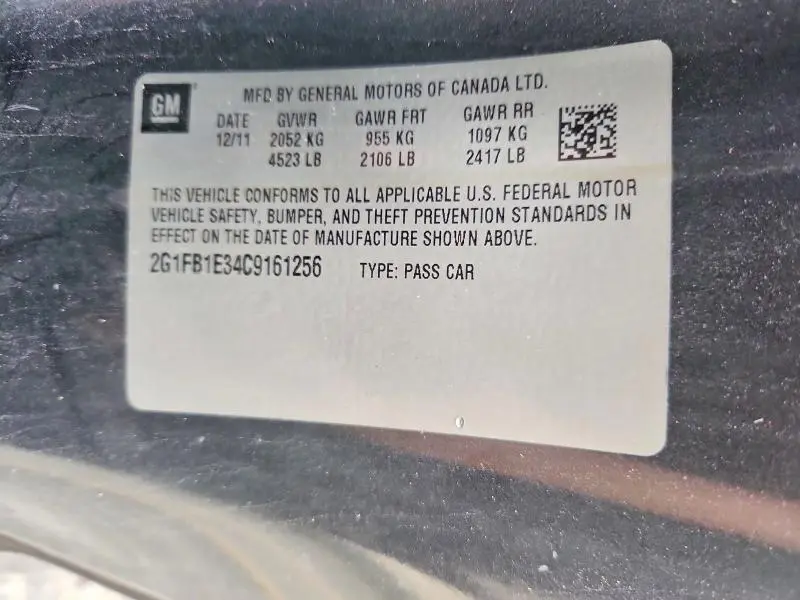 GM
MFD BY GENERAL MOTORS OF CANADA LTD.
DATE GVWR GAWR FRT GAWR RR
12/11 2052 KG 955 KG 1097 KG
4523 LB 2106 LB 2417 LB
THIS VEHICLE CONFORMS TO ALL APPLICABLE U.S. FEDERAL MOTOR
VEHICLE SAFETY, BUMPER, AND THEFT PREVENTION STANDARDS IN
EFFECT ON THE DATE OF MANUFACTURE SHOWN ABOVE.
2G1FB1E34C9161256 TYPE: PASS CAR